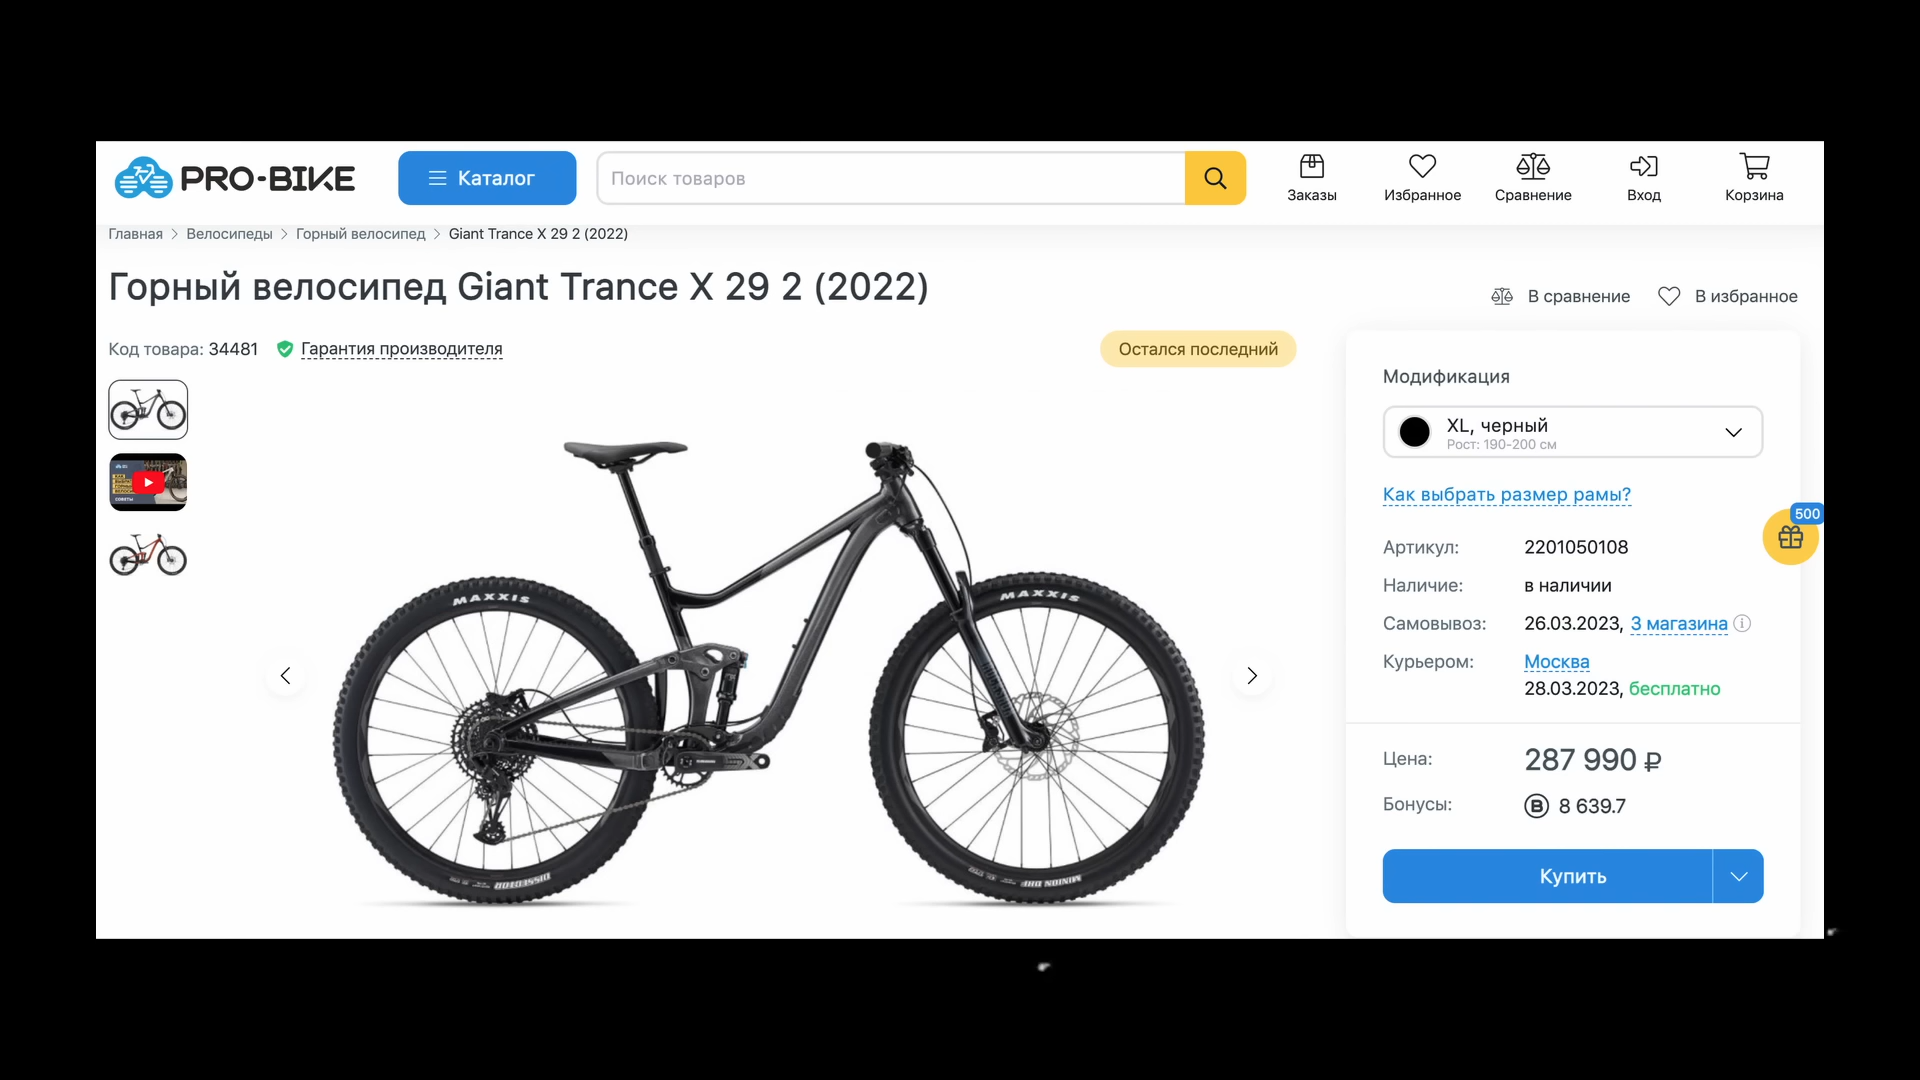 PRO-BIKE
Каталог
Поиск товаров
Заказы
Избранное
Сравнение
Вход
Корзина
Главная > Велосипеды > Горный велосипед > Giant Trance X 29 2 (2022)
Горный велосипед Giant Trance X 29 2 (2022)
В сравнение
В избранное
Код товара: 34481
Гарантия производителя
Остался последний
MAXXIS
MAXXIS
DISSECTOR
MINION DHF
Модификация
XL, черный
Рост: 190-200 см
Как выбрать размер рамы?
500
Артикул: 2201050108
Наличие: в наличии
Самовывоз: 26.03.2023, 3 магазина
Курьером: Москва
28.03.2023, бесплатно
Цена: 287 990 ₽
Бонусы: B 8 639.7
Купить